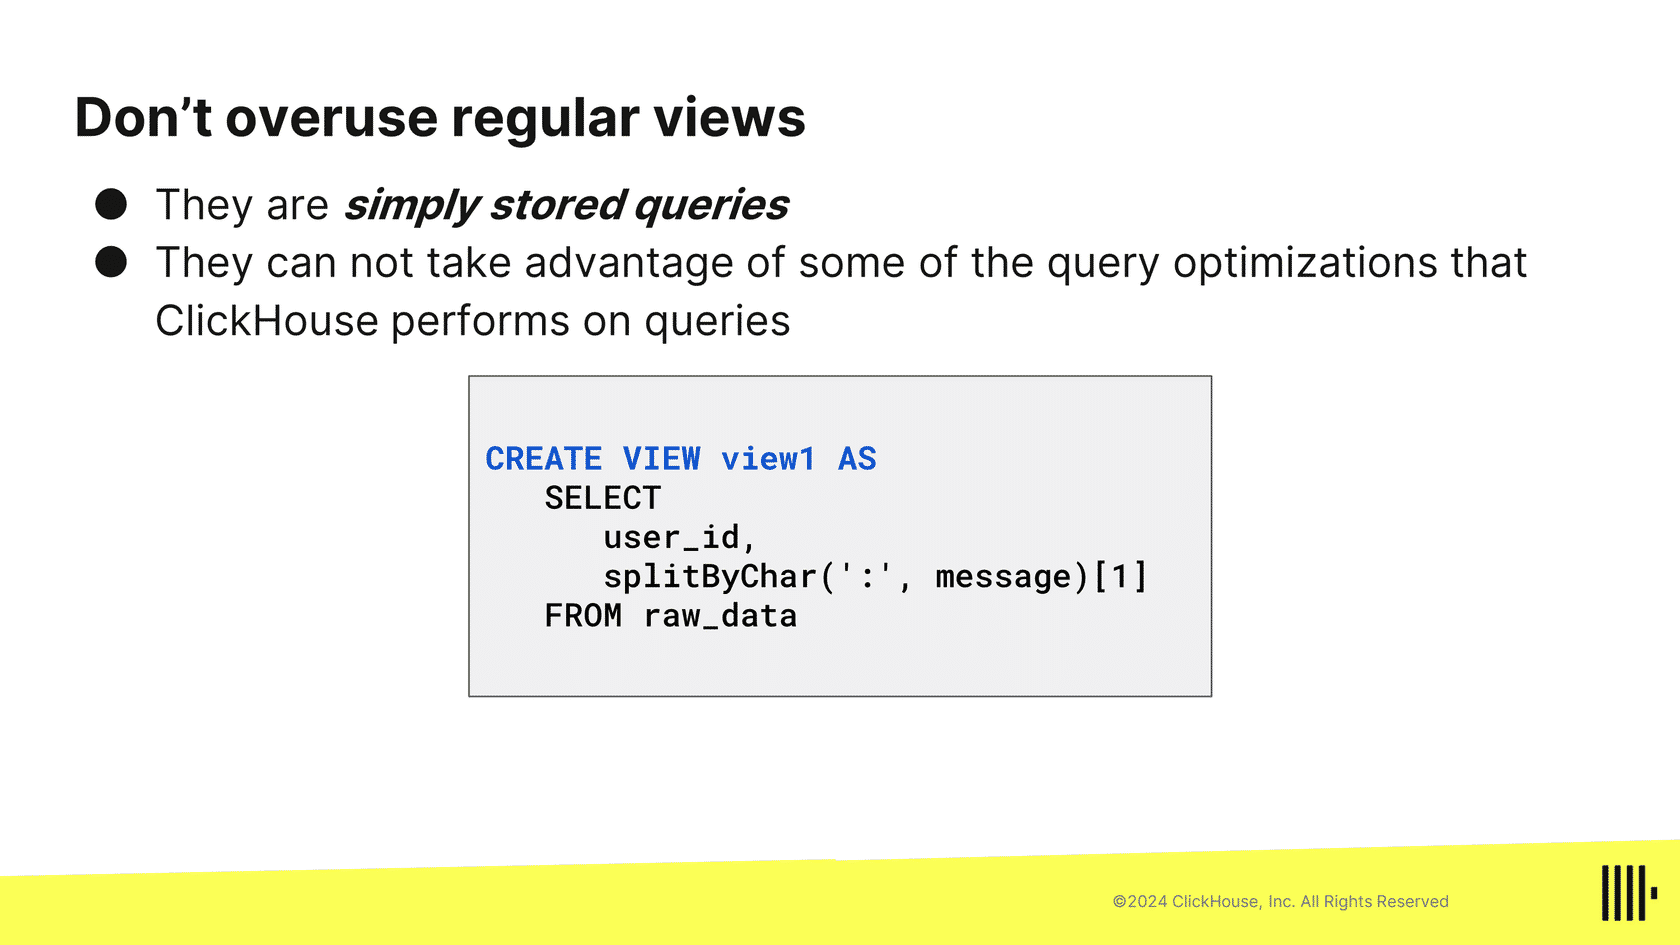 Don’t overuse regular views
● They are simply stored queries
● They can not take advantage of some of the query optimizations that
ClickHouse performs on queries
CREATE VIEW view1 AS
   SELECT
      user_id,
      splitByChar(':', message)[1]
   FROM raw_data
©2024 ClickHouse, Inc. All Rights Reserved